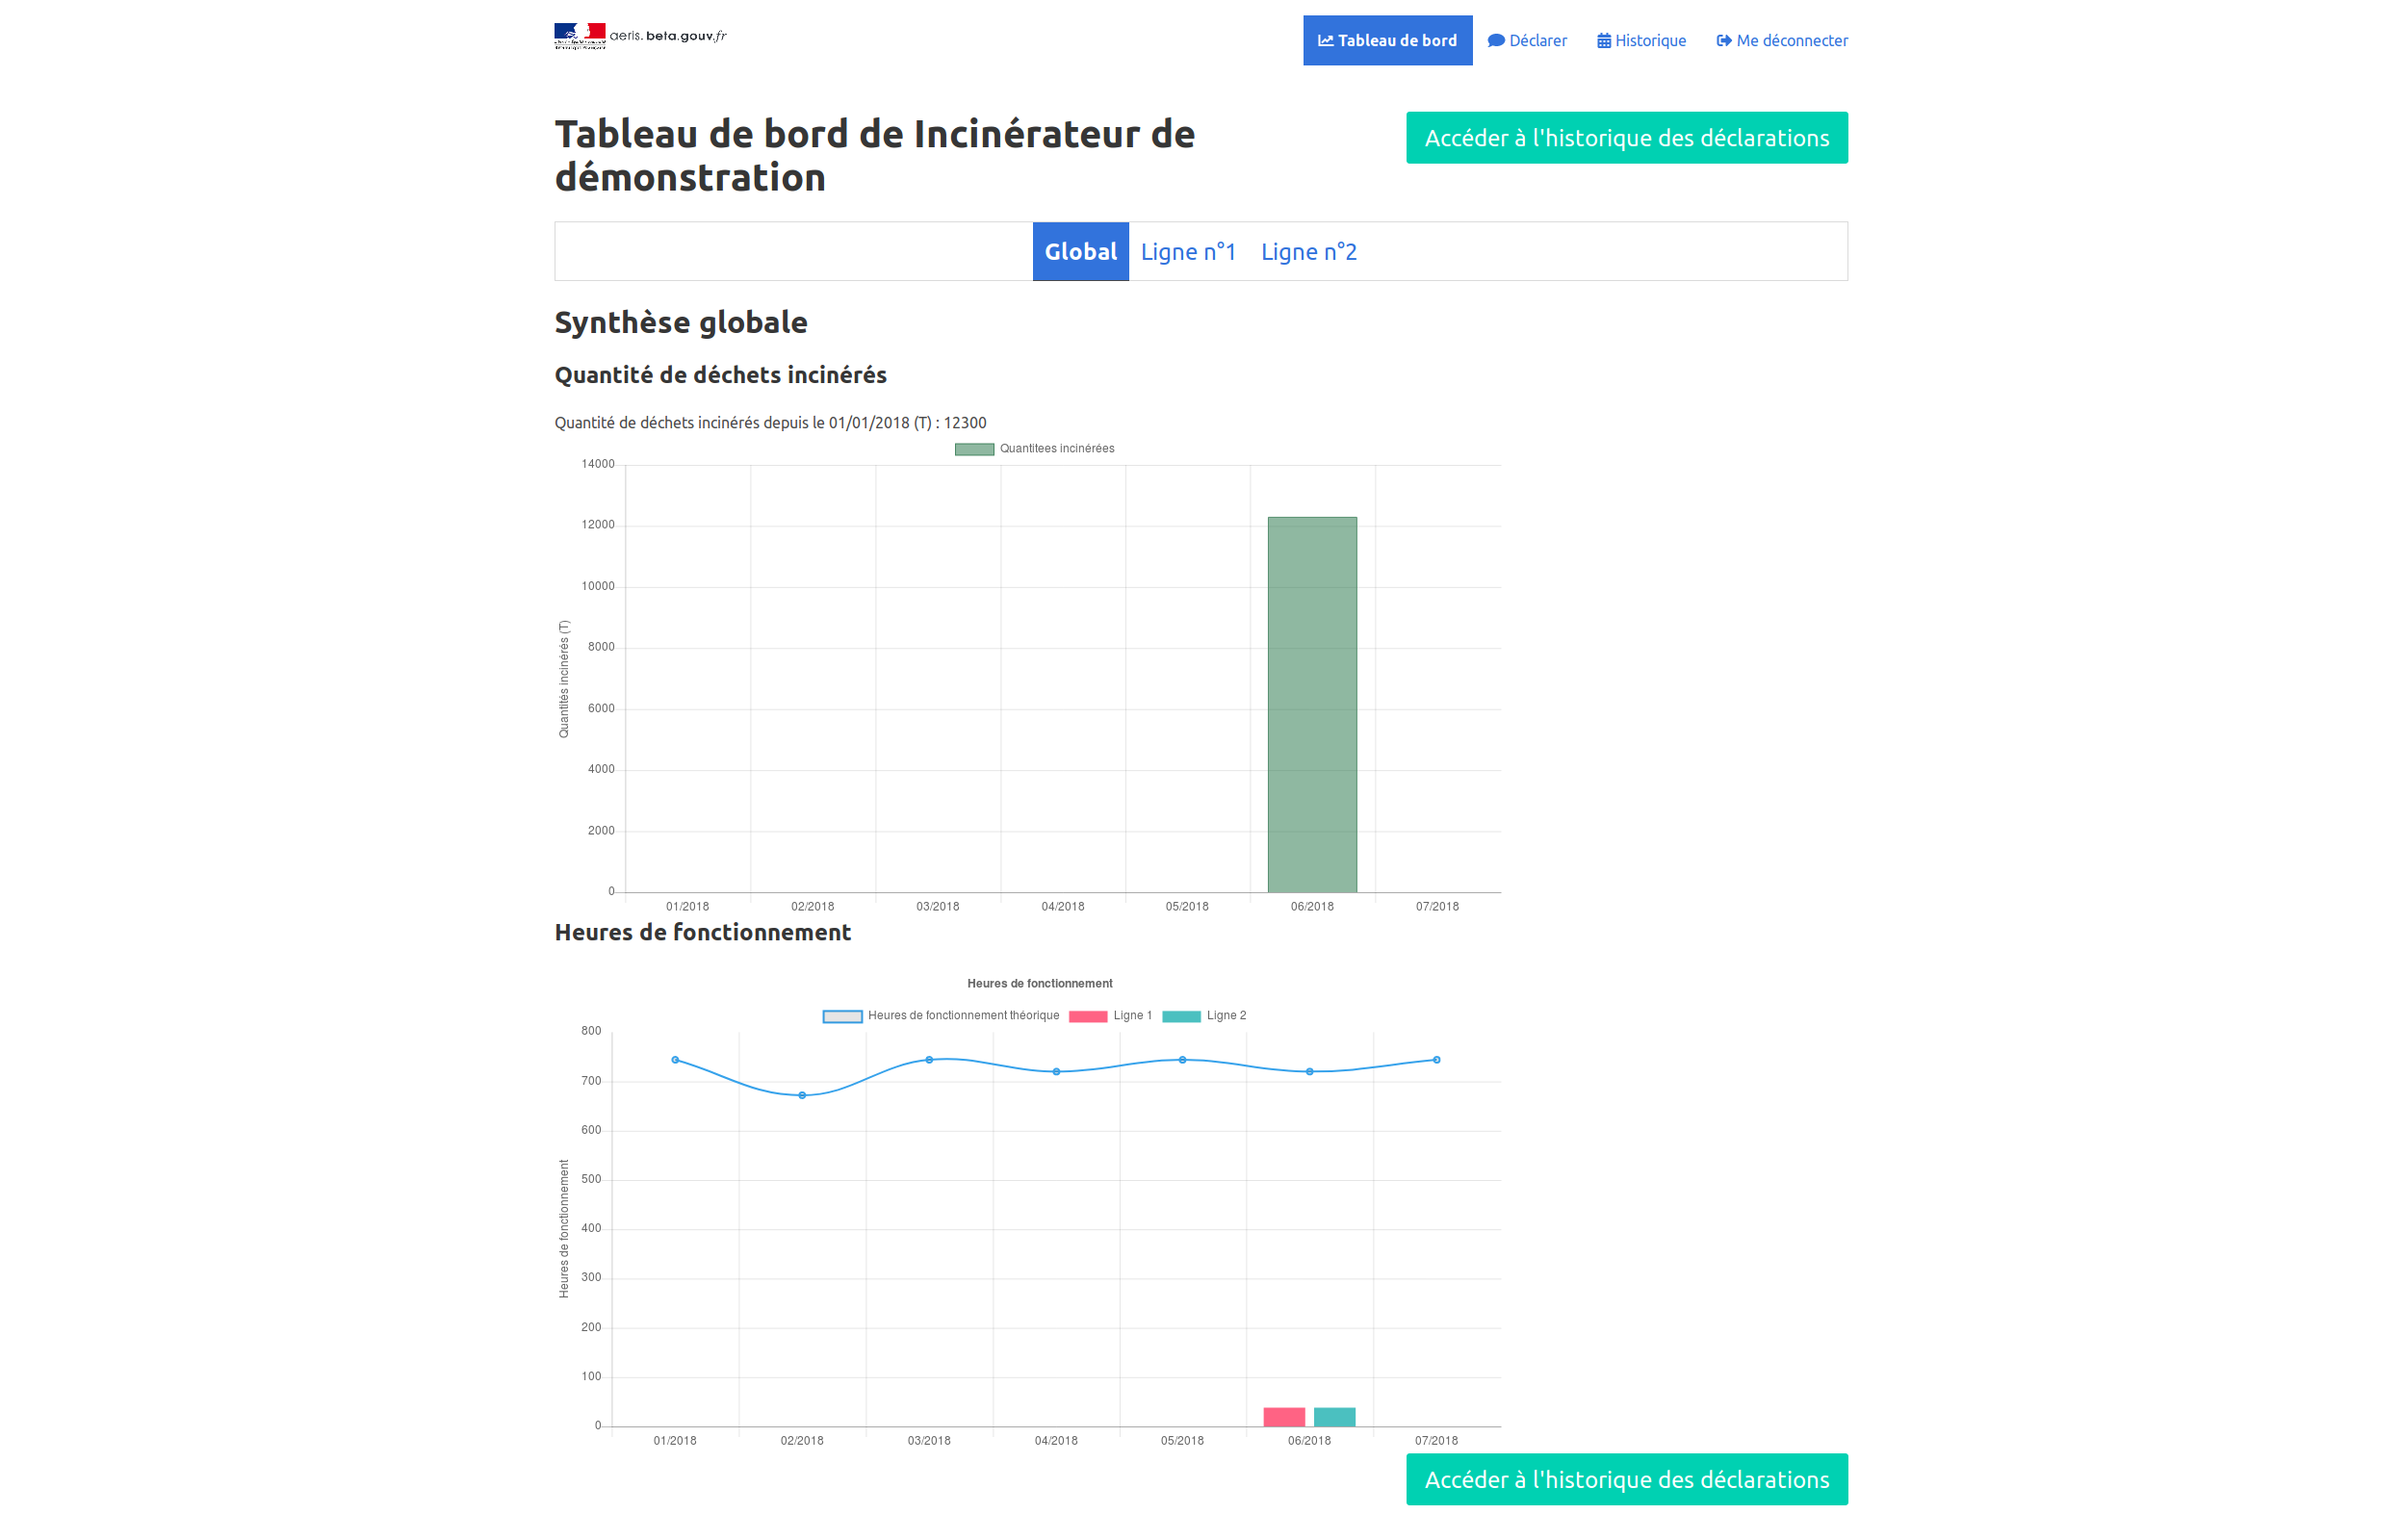 aeris.beta.gouv.fr
Tableau de bord
Déclarer
Historique
Me déconnecter
Tableau de bord de Incinérateur de
démonstration
Accéder à l'historique des déclarations
Global
Ligne n°1
Ligne n°2
Synthèse globale
Quantité de déchets incinérés
Quantité de déchets incinérés depuis le 01/01/2018 (T) : 12300
Quantitees incinérées
14000
12000
10000
8000
6000
4000
2000
0
Quantités incinérés (T)
01/2018
02/2018
03/2018
04/2018
05/2018
06/2018
07/2018
Heures de fonctionnement
Heures de fonctionnement
Heures de fonctionnement théorique
Ligne 1
Ligne 2
800
700
600
500
400
300
200
100
0
Heures de fonctionnement
01/2018
02/2018
03/2018
04/2018
05/2018
06/2018
07/2018
Accéder à l'historique des déclarations